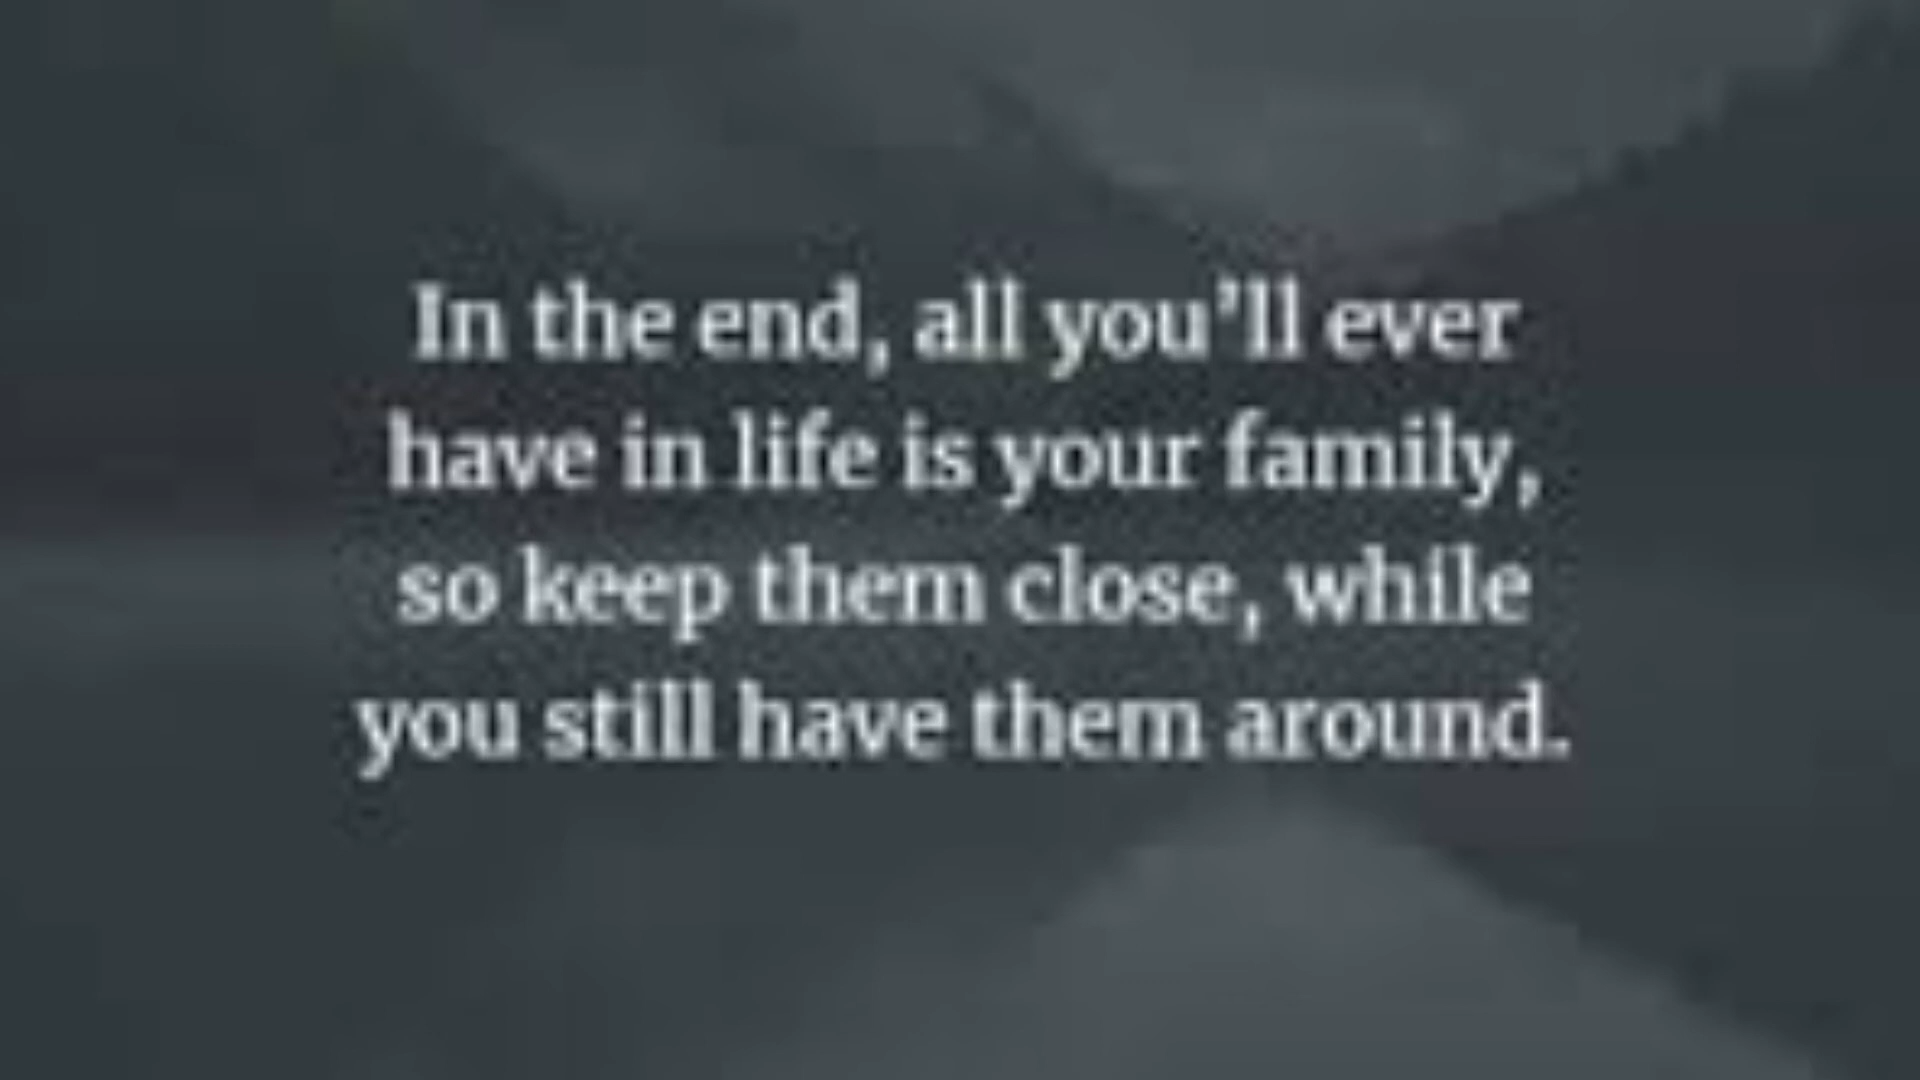 In the end, all you’ll ever
have in life is your family,
so keep them close, while
you still have them around.